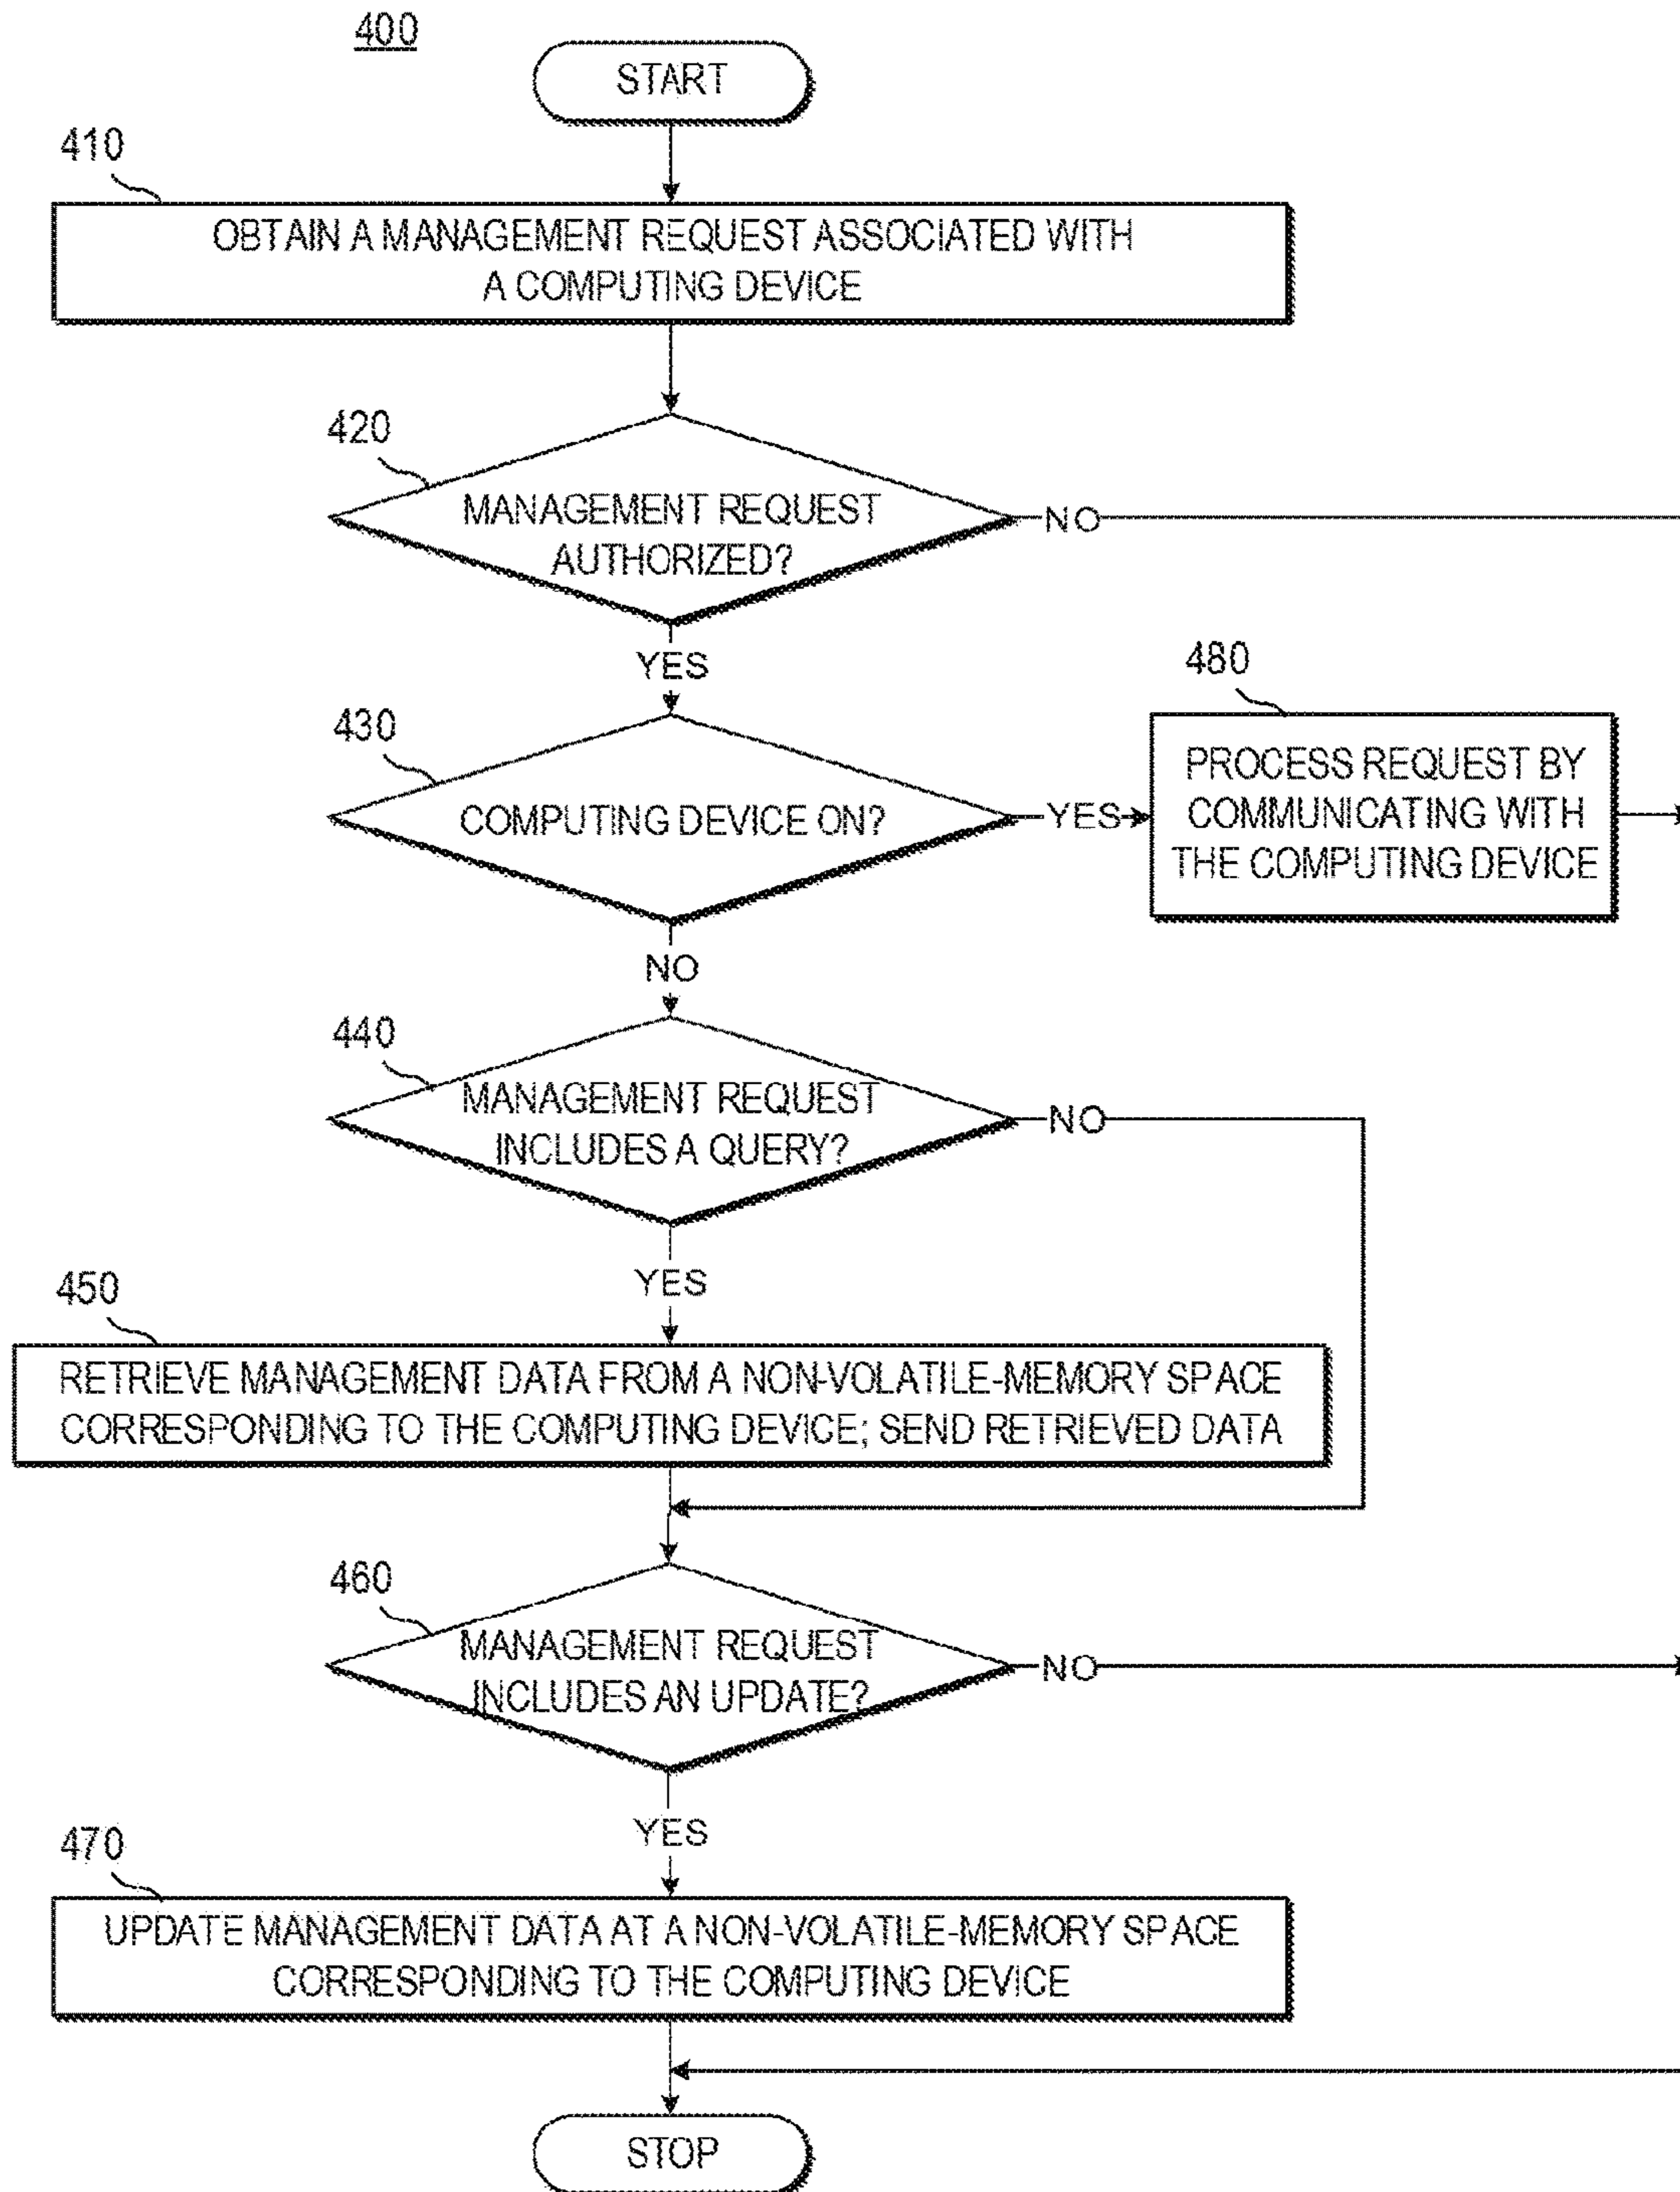 400
START
410
OBTAIN A MANAGEMENT REQUEST ASSOCIATED WITH
A COMPUTING DEVICE
420
MANAGEMENT REQUEST
AUTHORIZED?
NO
YES
480
430
COMPUTING DEVICE ON?
YES
PROCESS REQUEST BY
COMMUNICATING WITH
THE COMPUTING DEVICE
NO
440
MANAGEMENT REQUEST
INCLUDES A QUERY?
NO
YES
450
RETRIEVE MANAGEMENT DATA FROM A NON-VOLATILE-MEMORY SPACE
CORRESPONDING TO THE COMPUTING DEVICE; SEND RETRIEVED DATA
460
MANAGEMENT REQUEST
INCLUDES AN UPDATE?
NO
YES
470
UPDATE MANAGEMENT DATA AT A NON-VOLATILE-MEMORY SPACE
CORRESPONDING TO THE COMPUTING DEVICE
STOP